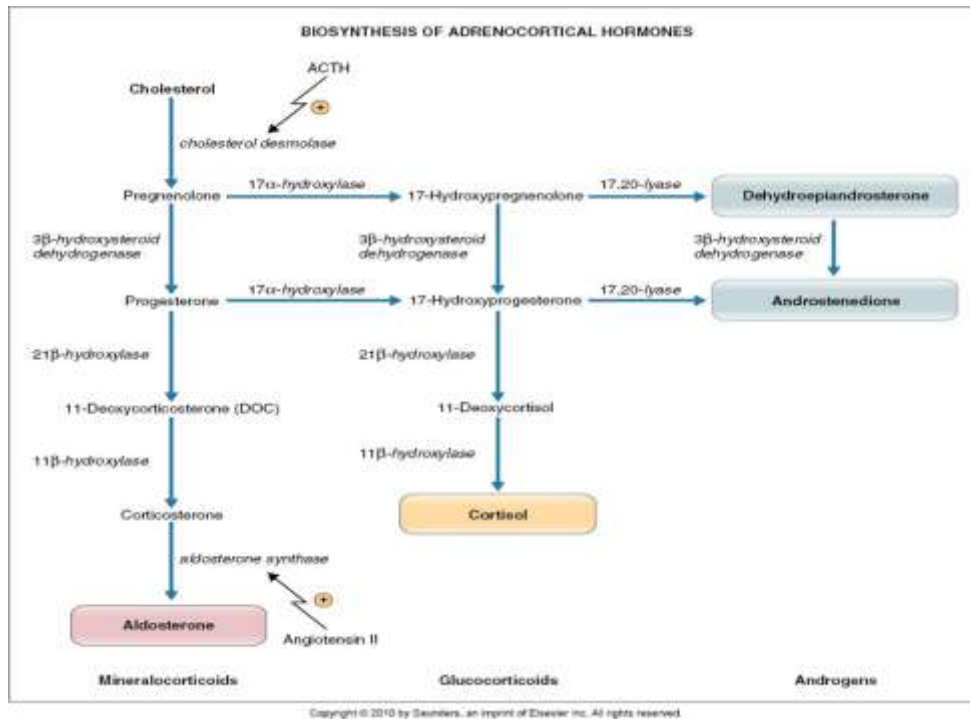 BIOSYNTHESIS OF ADRENOCORTICAL HORMONES
ACTH
Cholesterol
+
cholesterol desmolase
Pregnenolone
17α-hydroxylase
17-Hydroxypregnenolone
17,20-lyase
Dehydroepiandrosterone
3β-hydroxysteroid
dehydrogenase
3β-hydroxysteroid
dehydrogenase
3β-hydroxysteroid
dehydrogenase
Progesterone
17α-hydroxylase
17-Hydroxyprogesterone
17,20-lyase
Androstenedione
21β-hydroxylase
21β-hydroxylase
11-Deoxycorticosterone (DOC)
11-Deoxycortisol
11β-hydroxylase
11β-hydroxylase
Corticosterone
Cortisol
aldosterone synthase
+
Aldosterone
Angiotensin II
Mineralocorticoids
Glucocorticoids
Androgens
Copyright © 2010 by Saunders, an imprint of Elsevier Inc. All rights reserved.